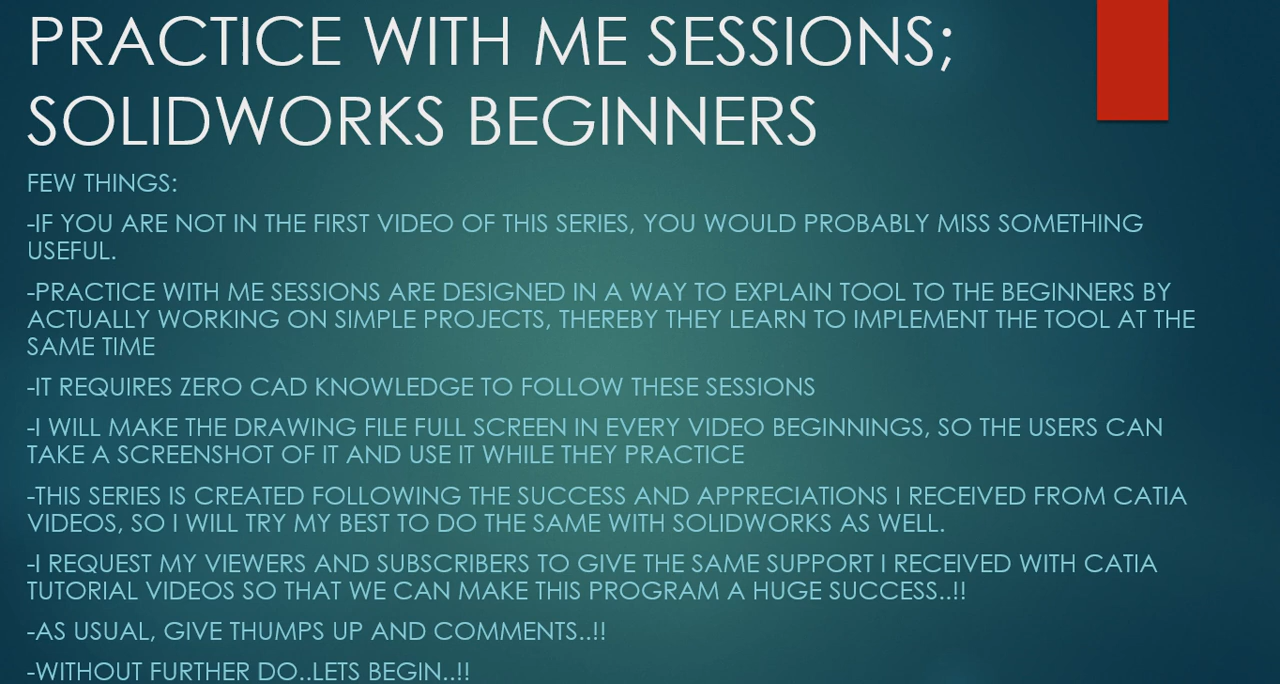 PRACTICE WITH ME SESSIONS;
SOLIDWORKS BEGINNERS
FEW THINGS:
-IF YOU ARE NOT IN THE FIRST VIDEO OF THIS SERIES, YOU WOULD PROBABLY MISS SOMETHING
USEFUL.
-PRACTICE WITH ME SESSIONS ARE DESIGNED IN A WAY TO EXPLAIN TOOL TO THE BEGINNERS BY
ACTUALLY WORKING ON SIMPLE PROJECTS, THEREBY THEY LEARN TO IMPLEMENT THE TOOL AT THE
SAME TIME
-IT REQUIRES ZERO CAD KNOWLEDGE TO FOLLOW THESE SESSIONS
-I WILL MAKE THE DRAWING FILE FULL SCREEN IN EVERY VIDEO BEGINNINGS, SO THE USERS CAN
TAKE A SCREENSHOT OF IT AND USE IT WHILE THEY PRACTICE
-THIS SERIES IS CREATED FOLLOWING THE SUCCESS AND APPRECIATIONS I RECEIVED FROM CATIA
VIDEOS, SO I WILL TRY MY BEST TO DO THE SAME WITH SOLIDWORKS AS WELL.
-I REQUEST MY VIEWERS AND SUBSCRIBERS TO GIVE THE SAME SUPPORT I RECEIVED WITH CATIA
TUTORIAL VIDEOS SO THAT WE CAN MAKE THIS PROGRAM A HUGE SUCCESS..!!
-AS USUAL, GIVE THUMPS UP AND COMMENTS..!!
-WITHOUT FURTHER DO..LETS BEGIN..!!